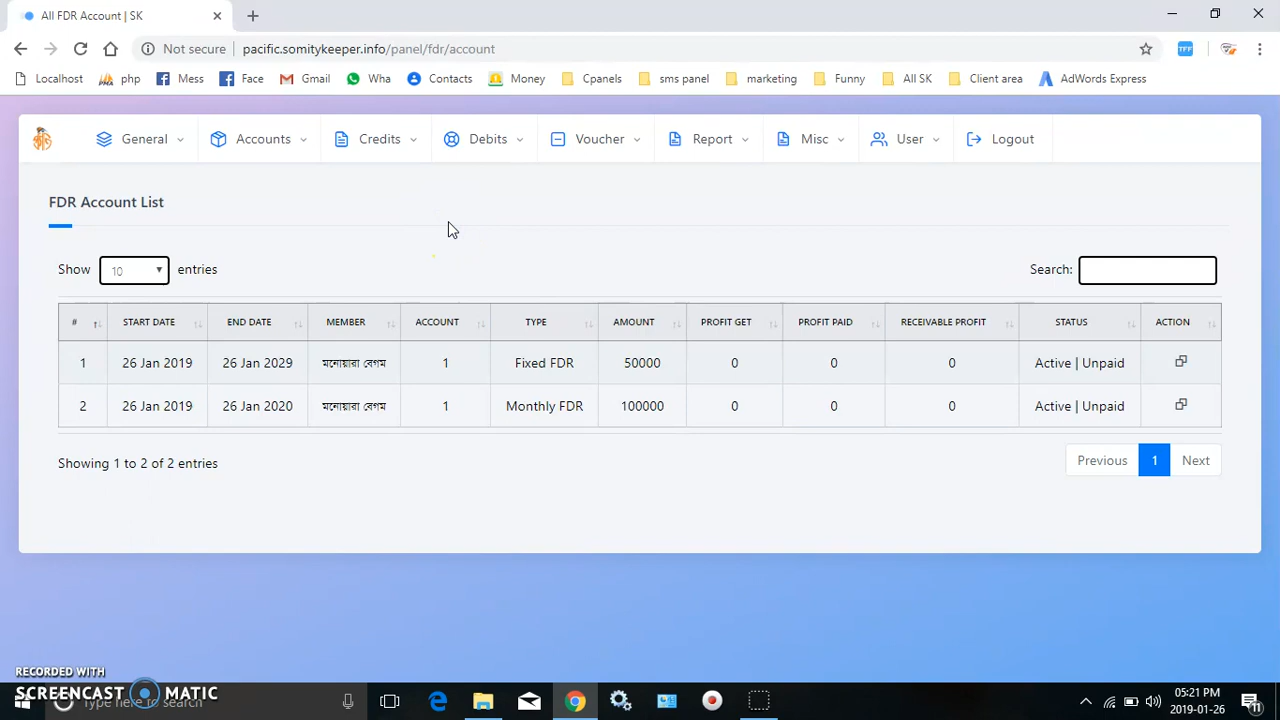 All FDR Account | SK
Not secure | pacific.somitykeeper.info/panel/fdr/account
Localhost php Mess Face Gmail Wha Contacts Money Cpanels sms panel marketing Funny All SK Client area AdWords Express
General Accounts Credits Debits Voucher Report Misc User Logout
FDR Account List
Show 10 entries Search:
# START DATE END DATE MEMBER ACCOUNT TYPE AMOUNT PROFIT GET PROFIT PAID RECEIVABLE PROFIT STATUS ACTION
1 26 Jan 2019 26 Jan 2029 মনোয়ারা বেগম 1 Fixed FDR 50000 0 0 0 Active | Unpaid
2 26 Jan 2019 26 Jan 2020 মনোয়ারা বেগম 1 Monthly FDR 100000 0 0 0 Active | Unpaid
Showing 1 to 2 of 2 entries Previous 1 Next
RECORDED WITH
SCREENCAST MATIC
Type here to search
05:21 PM
2019-01-26
11